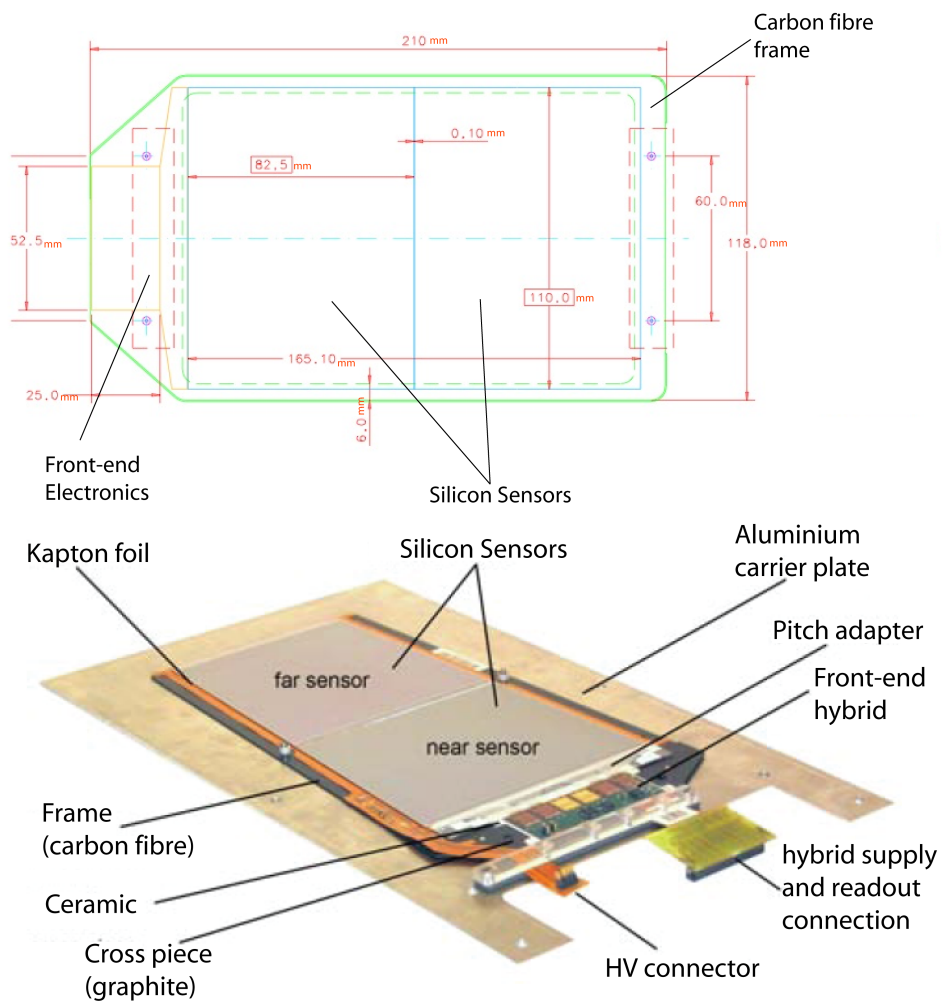 210 mm
Carbon fibre
frame
0.10 mm
82.5 mm
60.0 mm
52.5 mm
118.0 mm
110.0 mm
165.10 mm
25.0 mm
6.0 mm
Front-end
Electronics
Silicon Sensors
Kapton foil
Silicon Sensors
Aluminium
carrier plate
Pitch adapter
Front-end
hybrid
far sensor
near sensor
Frame
(carbon fibre)
Ceramic
Cross piece
(graphite)
HV connector
hybrid supply
and readout
connection